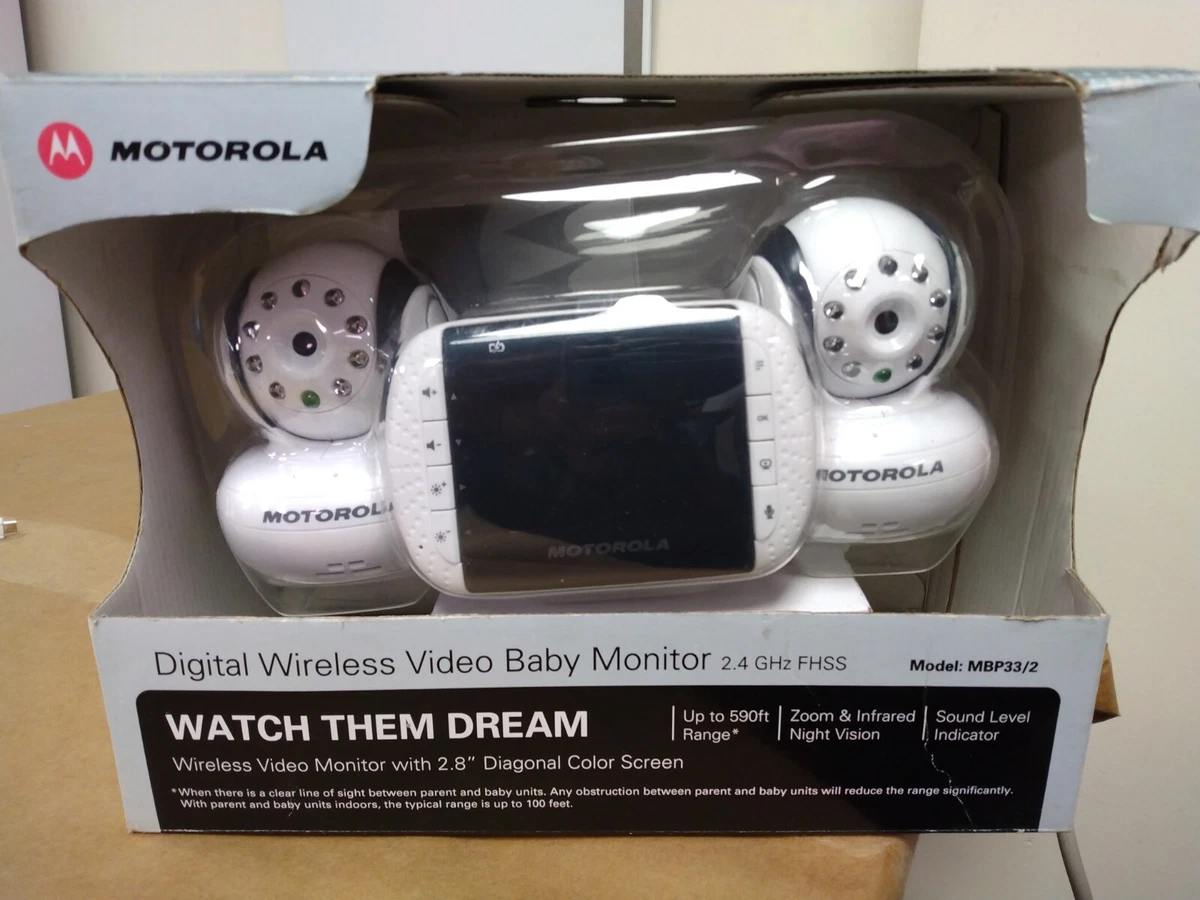 MOTOROLA
OK
MOTOROLA
MOTOROLA
MOTOROLA
Digital Wireless Video Baby Monitor 2.4 GHz FHSS
Model: MBP33/2
WATCH THEM DREAM
Up to 590ft
Range*
Zoom & Infrared
Night Vision
Sound Level
Indicator
Wireless Video Monitor with 2.8” Diagonal Color Screen
*When there is a clear line of sight between parent and baby units. Any obstruction between parent and baby units will reduce the range significantly.
With parent and baby units indoors, the typical range is up to 100 feet.